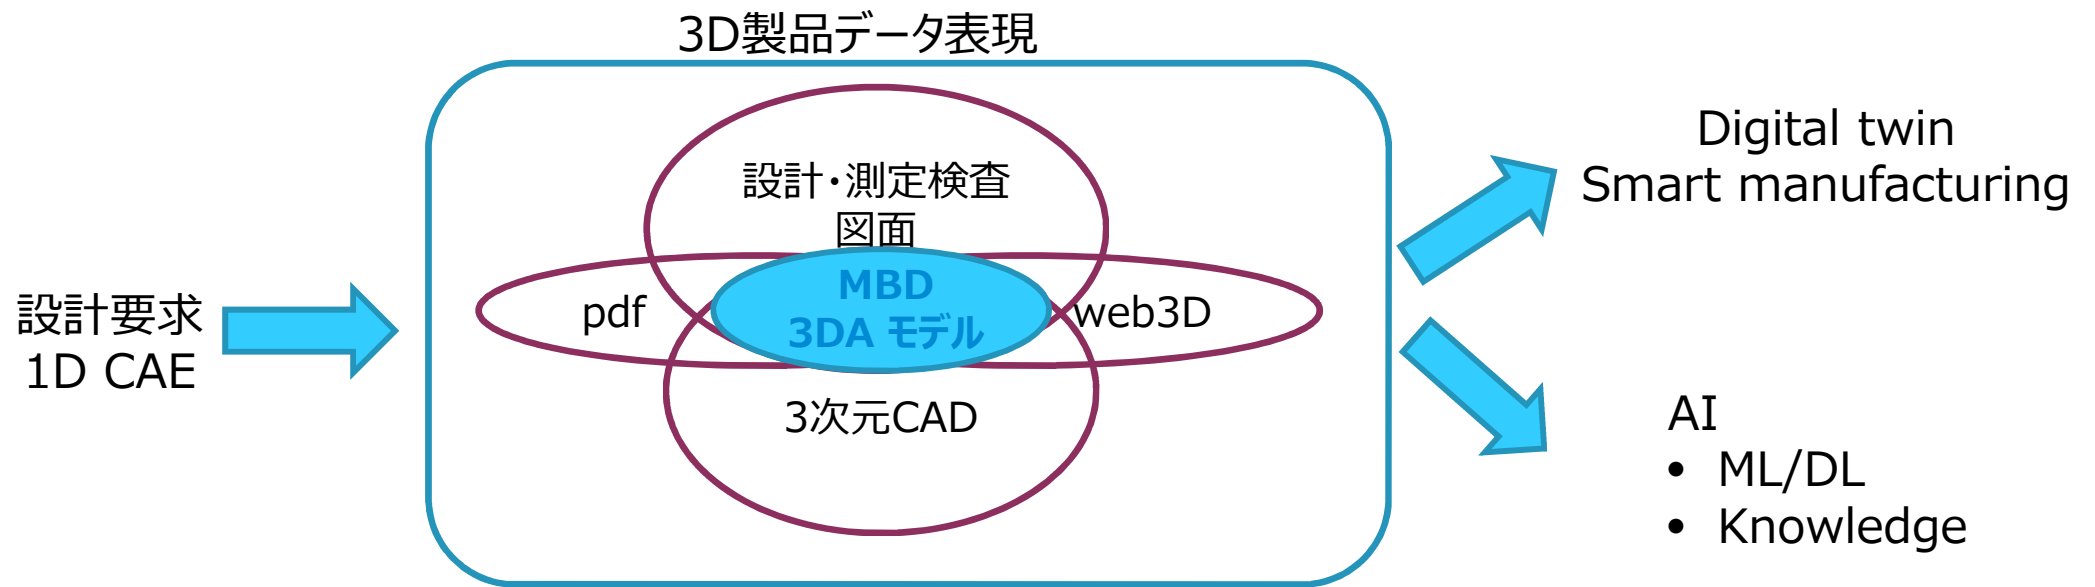 3D製品データ表現
設計要求
1D CAE
設計・測定検査
図面
pdf
MBD
3DA モデル
web3D
3次元CAD
Digital twin
Smart manufacturing
AI
• ML/DL
• Knowledge